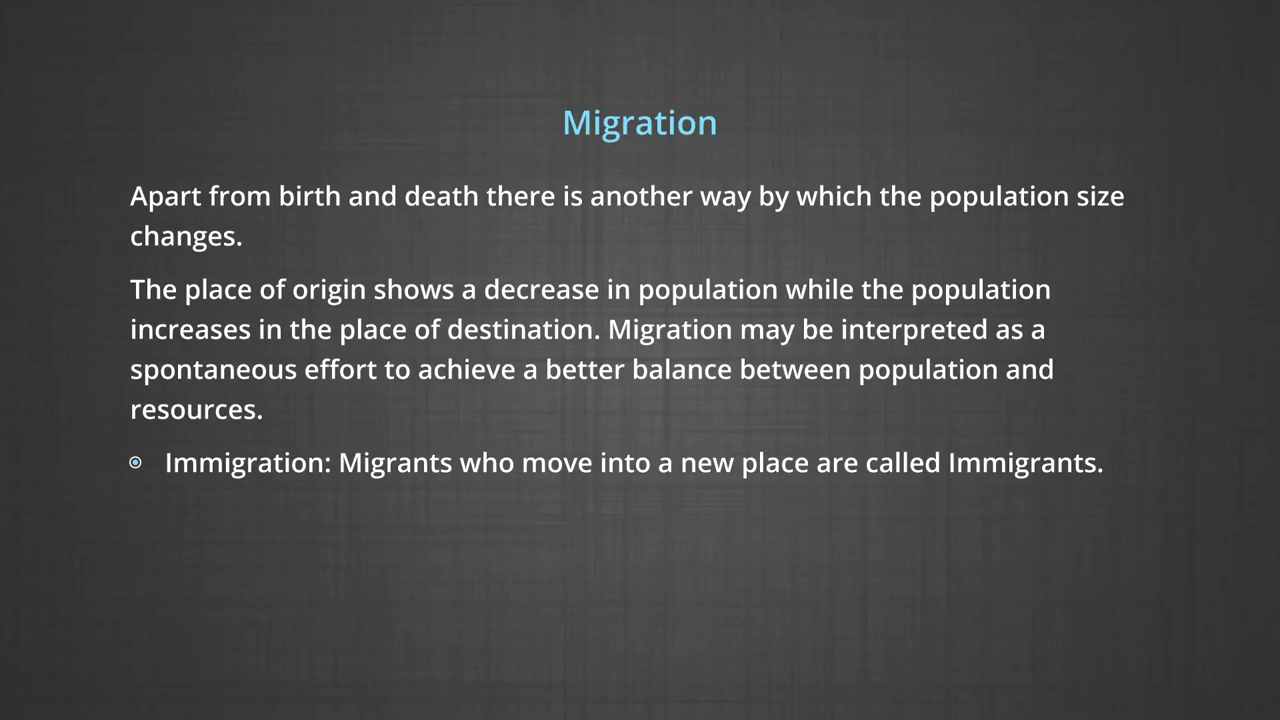 Migration
Apart from birth and death there is another way by which the population size
changes.
The place of origin shows a decrease in population while the population
increases in the place of destination. Migration may be interpreted as a
spontaneous effort to achieve a better balance between population and
resources.
Immigration: Migrants who move into a new place are called Immigrants.